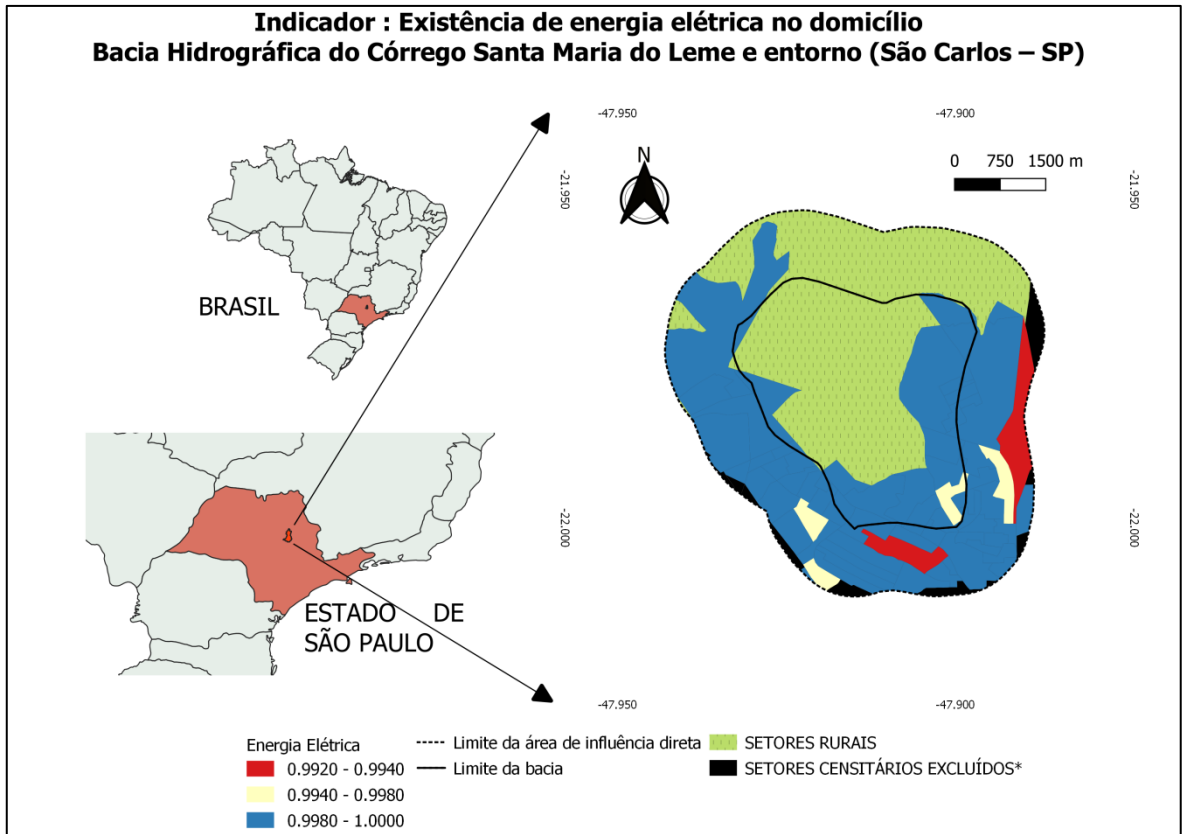 Indicador : Existência de energia elétrica no domicílio
Bacia Hidrográfica do Córrego Santa Maria do Leme e entorno (São Carlos – SP)
-47.950
-47.900
N
0 750 1500 m
-21.950
-21.950
BRASIL
-22.000
-22.000
ESTADO DE
SÃO PAULO
-47.950
-47.900
Energia Elétrica
0.9920 - 0.9940
0.9940 - 0.9980
0.9980 - 1.0000
Limite da área de influência direta
Limite da bacia
SETORES RURAIS
SETORES CENSITÁRIOS EXCLUÍDOS*